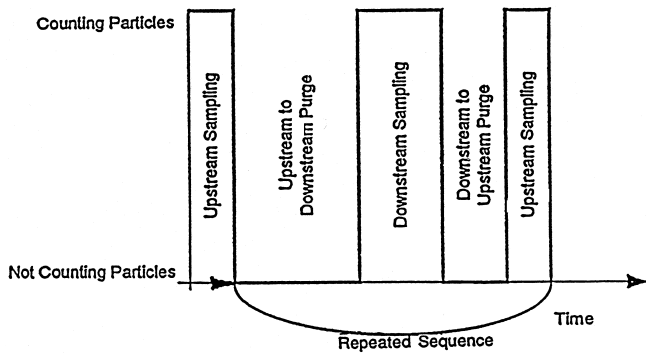 Counting Particles
Upstream Sampling
Upstream to
Downstream Purge
Downstream Sampling
Downstream to
Upstream Purge
Upstream Sampling
Not Counting Particles
Time
Repeated Sequence